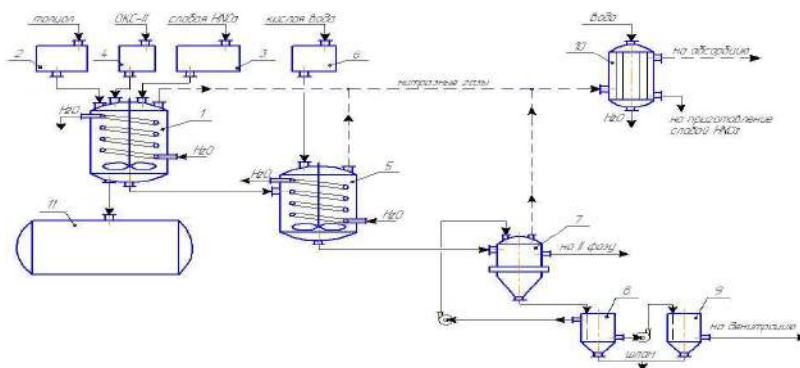 толуол
ОКС-II
слабая HNO₃
кислая вода
вода
2
4
3
6
10
на абсорбцию
нитрозные газы
H₂O
1
H₂O
H₂O
на приготовление
слабой HNO₃
H₂O
5
11
H₂O
7
на II фазу
8
9
на денитрацию
шлам